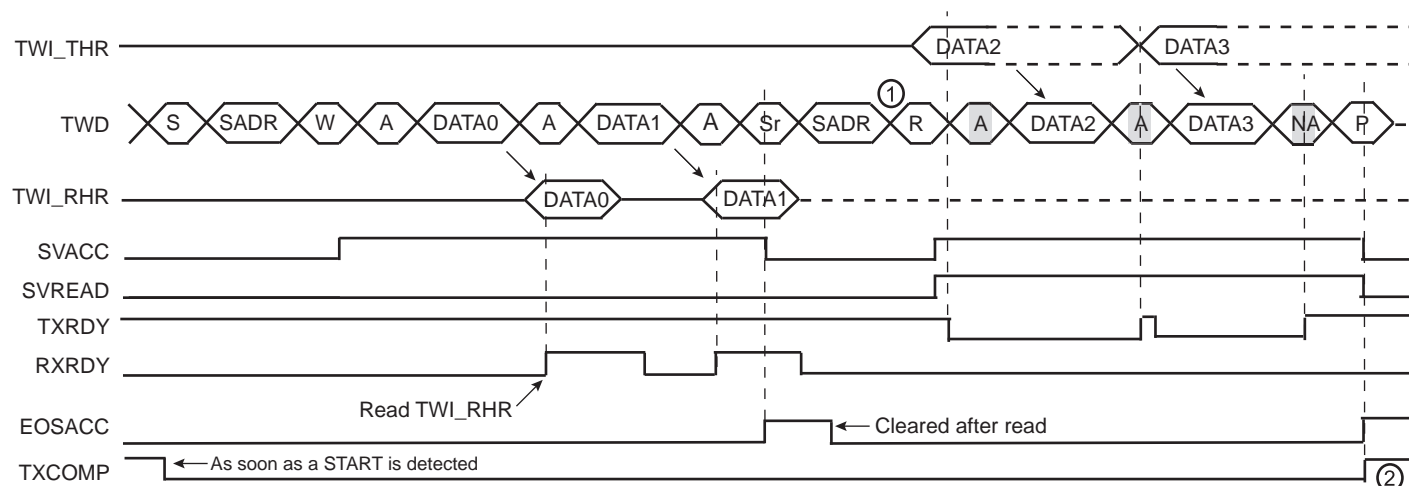 TWI_THR DATA2 DATA3
①
TWD S SADR W A DATA0 A DATA1 A Sr SADR R A DATA2 A DATA3 NA P
TWI_RHR DATA0 DATA1
SVACC
SVREAD
TXRDY
RXRDY
Read TWI_RHR
EOSACC Cleared after read
TXCOMP As soon as a START is detected ②